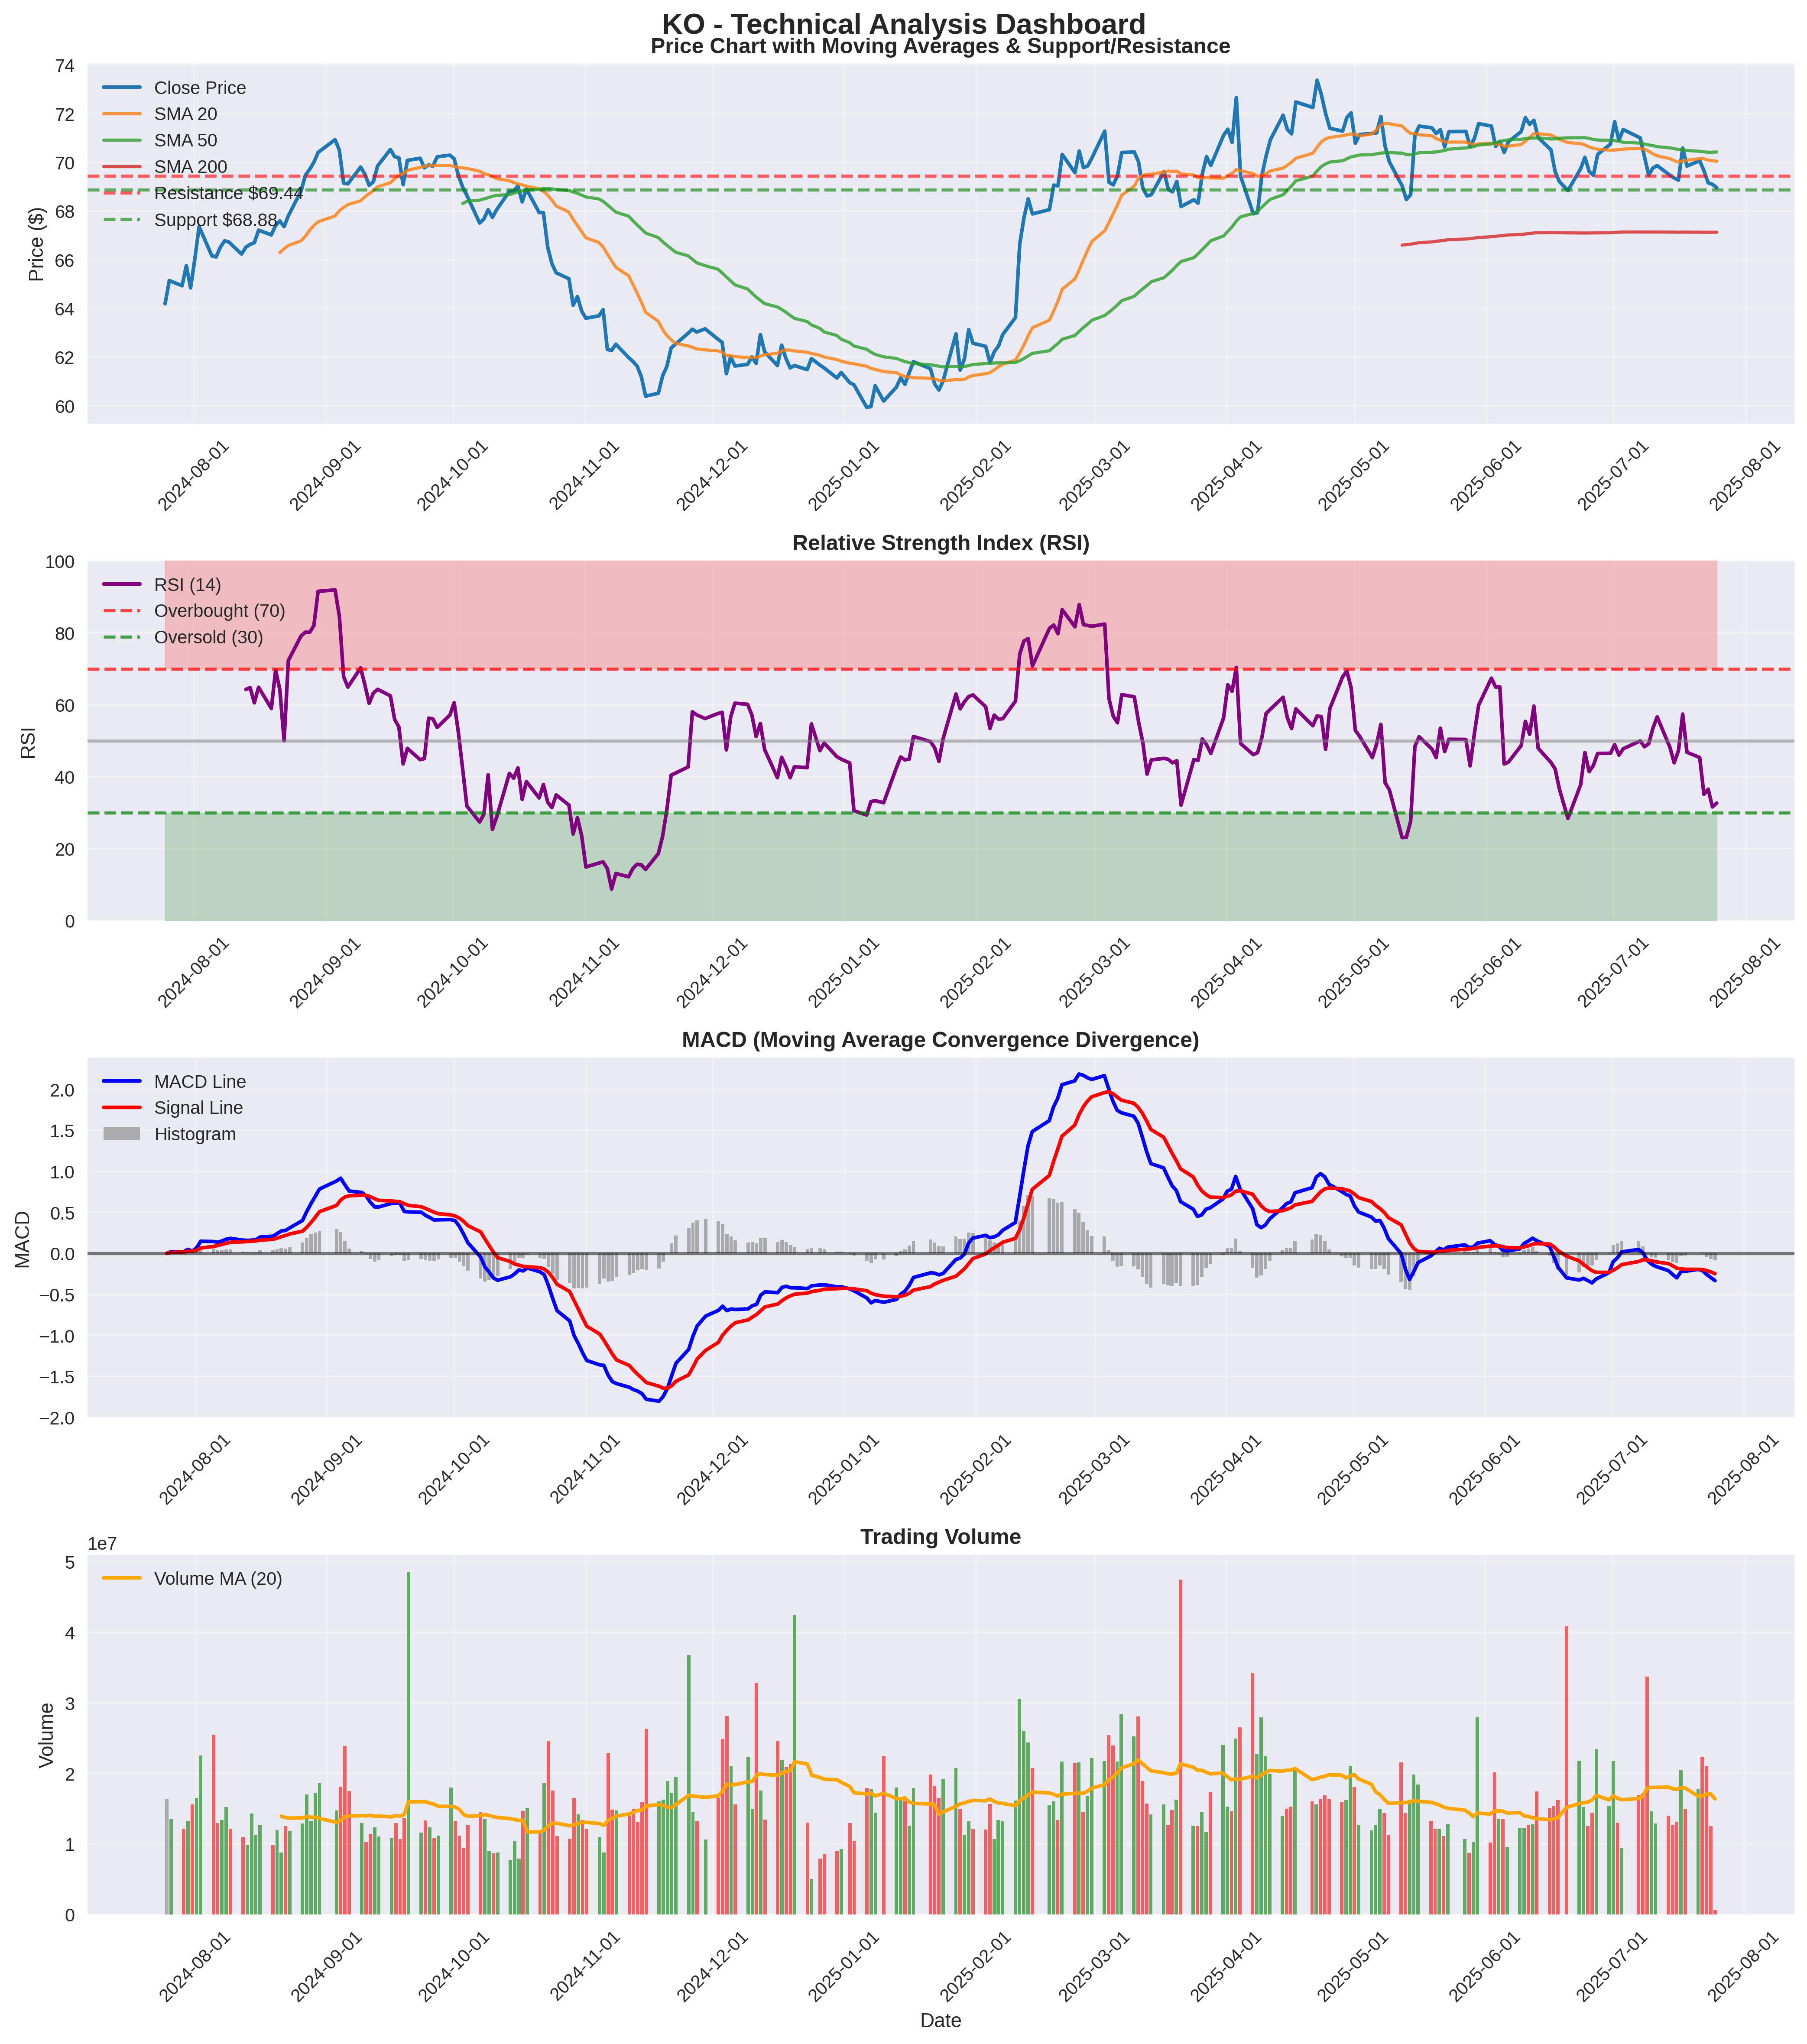 KO - Technical Analysis Dashboard
Price Chart with Moving Averages & Support/Resistance
Price ($)
74
72
70
68
66
64
62
60
Close Price
SMA 20
SMA 50
SMA 200
Resistance $69.44
Support $68.88
2024-08-01 2024-09-01 2024-10-01 2024-11-01 2024-12-01 2025-01-01 2025-02-01 2025-03-01 2025-04-01 2025-05-01 2025-06-01 2025-07-01 2025-08-01
Relative Strength Index (RSI)
RSI
100
80
60
40
20
0
RSI (14)
Overbought (70)
Oversold (30)
2024-08-01 2024-09-01 2024-10-01 2024-11-01 2024-12-01 2025-01-01 2025-02-01 2025-03-01 2025-04-01 2025-05-01 2025-06-01 2025-07-01 2025-08-01
MACD (Moving Average Convergence Divergence)
MACD
2.0
1.5
1.0
0.5
0.0
−0.5
−1.0
−1.5
−2.0
MACD Line
Signal Line
Histogram
2024-08-01 2024-09-01 2024-10-01 2024-11-01 2024-12-01 2025-01-01 2025-02-01 2025-03-01 2025-04-01 2025-05-01 2025-06-01 2025-07-01 2025-08-01
Trading Volume
1e7
Volume
5
4
3
2
1
0
Volume MA (20)
2024-08-01 2024-09-01 2024-10-01 2024-11-01 2024-12-01 2025-01-01 2025-02-01 2025-03-01 2025-04-01 2025-05-01 2025-06-01 2025-07-01 2025-08-01
Date